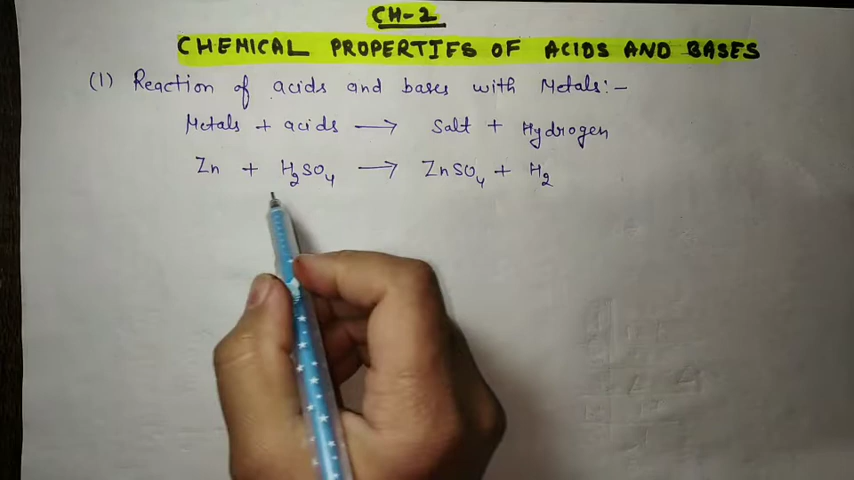 CH-2
CHEMICAL PROPERTIES OF ACIDS AND BASES
(1) Reaction of acids and bases with Metals:-
Metals + acids → Salt + Hydrogen
Zn + H₂SO₄ → ZnSO₄ + H₂